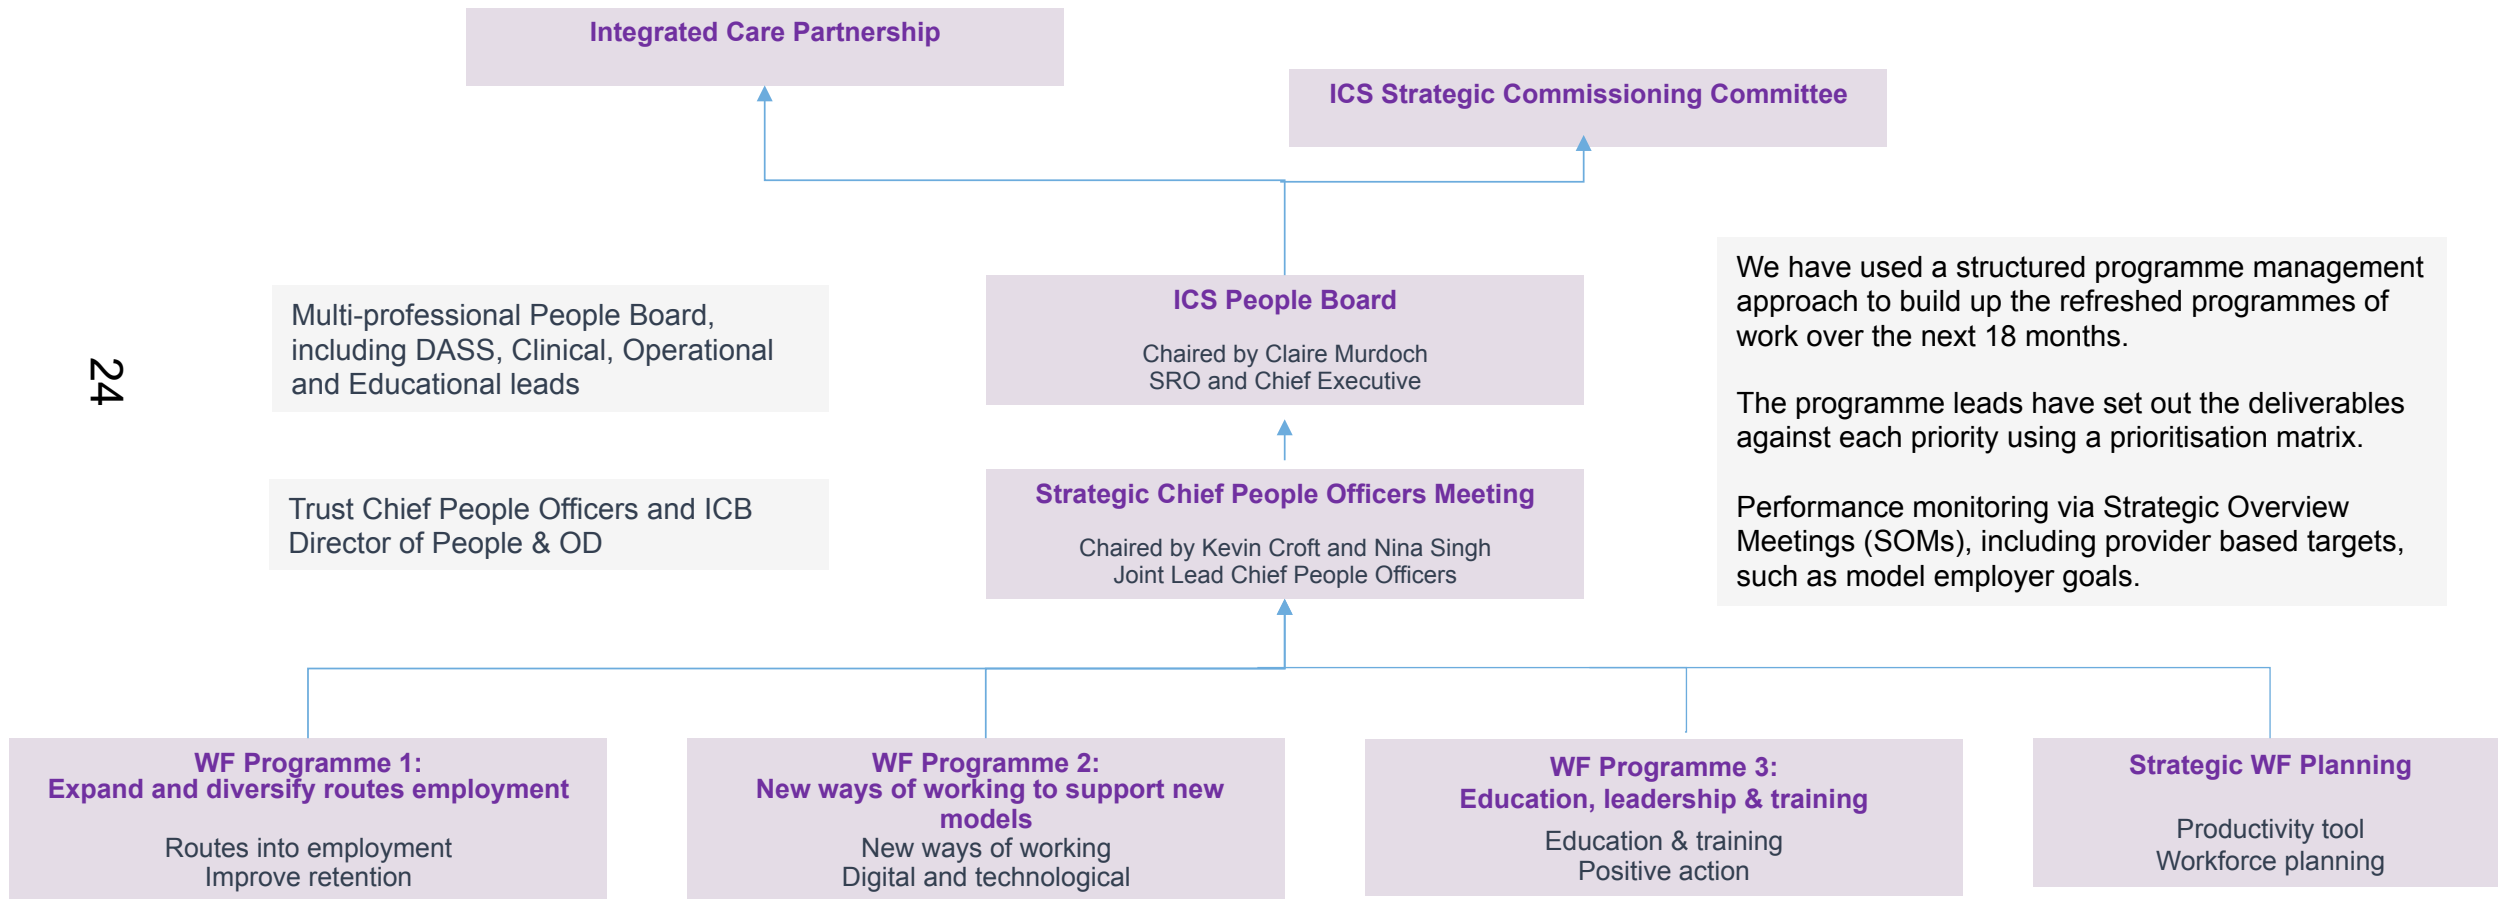 Integrated Care Partnership
ICS Strategic Commissioning Committee
Multi-professional People Board,
including DASS, Clinical, Operational
and Educational leads
ICS People Board
Chaired by Claire Murdoch
SRO and Chief Executive
We have used a structured programme management
approach to build up the refreshed programmes of
work over the next 18 months.
The programme leads have set out the deliverables
against each priority using a prioritisation matrix.
Performance monitoring via Strategic Overview
Meetings (SOMs), including provider based targets,
such as model employer goals.
24
Trust Chief People Officers and ICB
Director of People & OD
Strategic Chief People Officers Meeting
Chaired by Kevin Croft and Nina Singh
Joint Lead Chief People Officers
WF Programme 1:
Expand and diversify routes employment
Routes into employment
Improve retention
WF Programme 2:
New ways of working to support new
models
New ways of working
Digital and technological
WF Programme 3:
Education, leadership & training
Education & training
Positive action
Strategic WF Planning
Productivity tool
Workforce planning